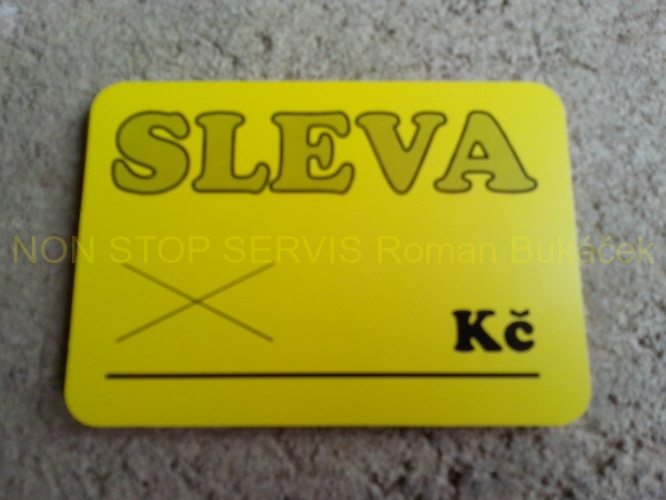 SLEVA
NON STOP SERVIS Roman Bukáček
Kč